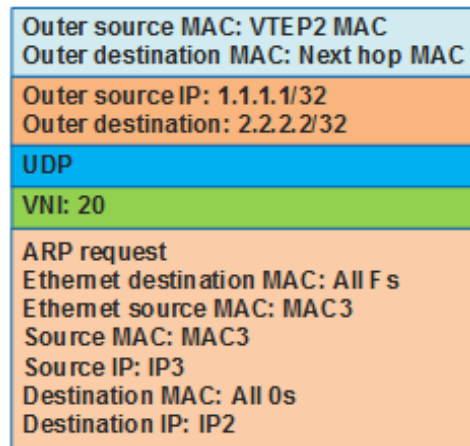 Outer source MAC: VTEP2 MAC
Outer destination MAC: Next hop MAC
Outer source IP: 1.1.1.1/32
Outer destination: 2.2.2.2/32
UDP
VNI: 20
ARP request
Ethernet destination MAC: All F s
Ethernet source MAC: MAC3
Source MAC: MAC3
Source IP: IP3
Destination MAC: All 0s
Destination IP: IP2